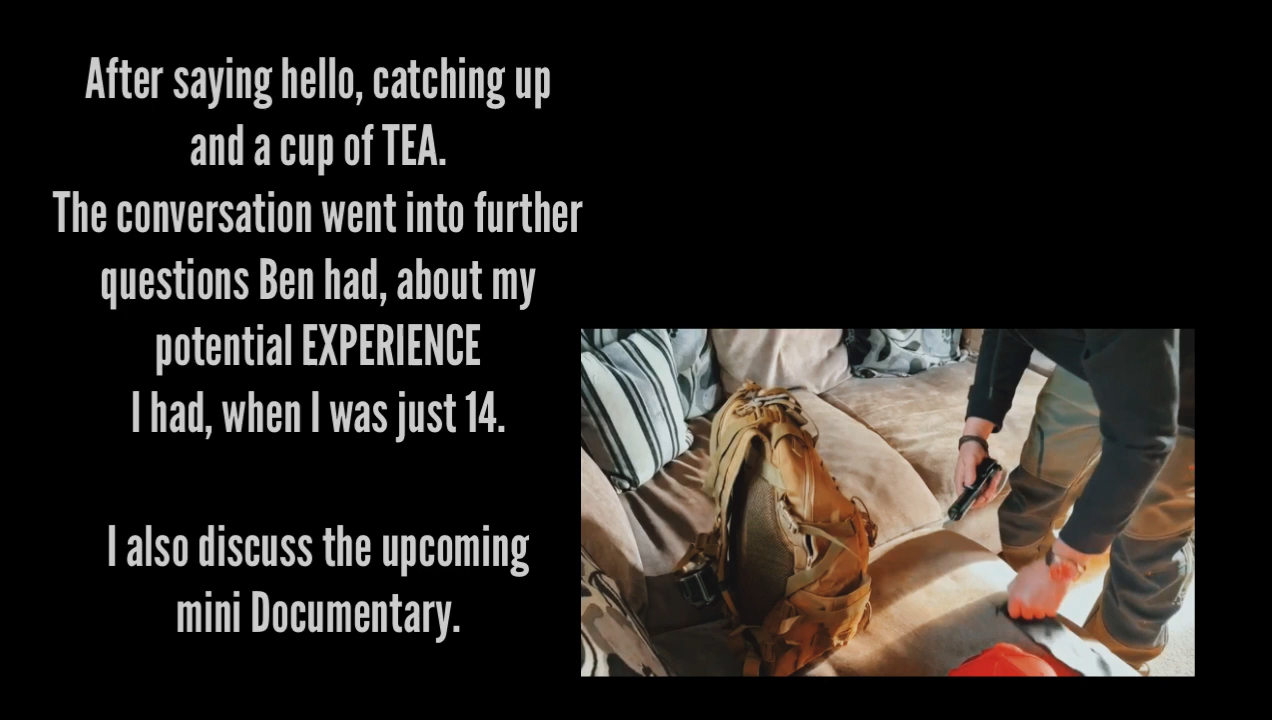 After saying hello, catching up
and a cup of TEA.
The conversation went into further
questions Ben had, about my
potential EXPERIENCE
I had, when I was just 14.
I also discuss the upcoming
mini Documentary.